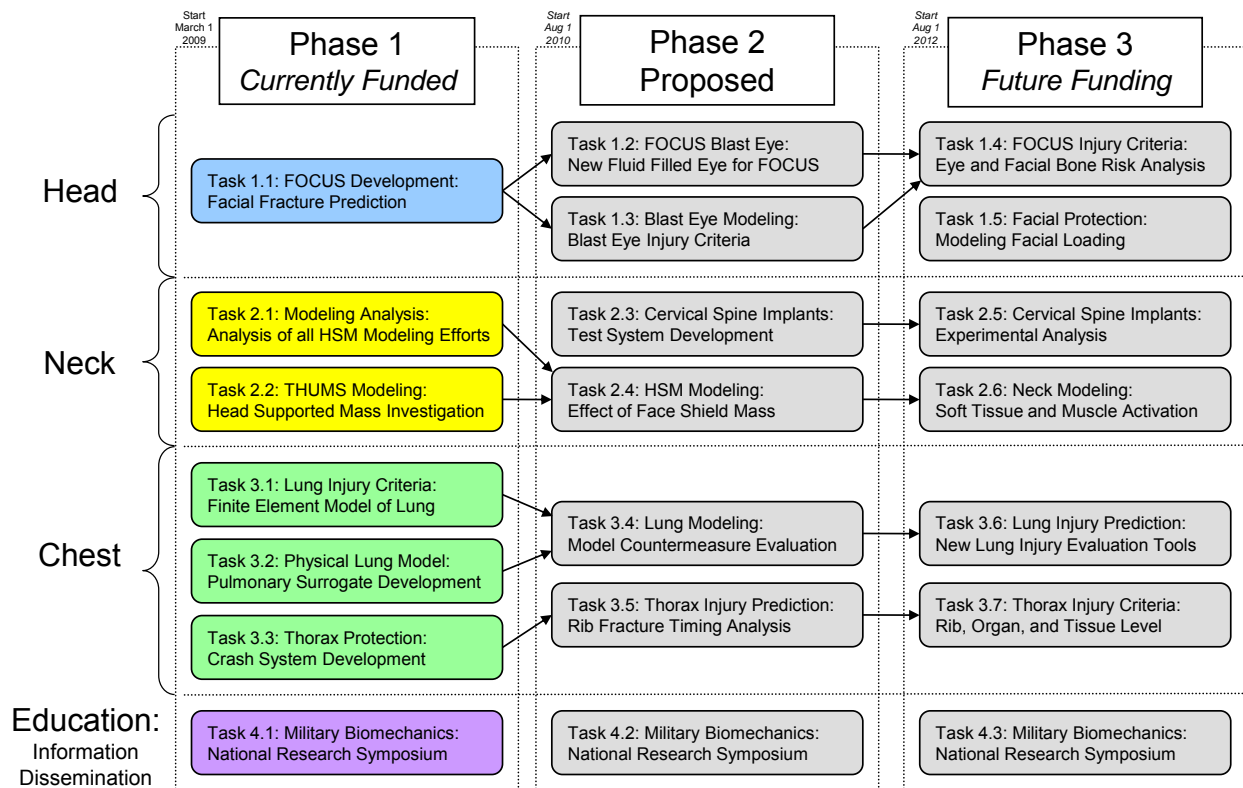 Start
March 1
2009
Phase 1
Currently Funded
Start
Aug 1
2010
Phase 2
Proposed
Start
Aug 1
2012
Phase 3
Future Funding
Head
Task 1.1: FOCUS Development:
Facial Fracture Prediction
Task 1.2: FOCUS Blast Eye:
New Fluid Filled Eye for FOCUS
Task 1.3: Blast Eye Modeling:
Blast Eye Injury Criteria
Task 1.4: FOCUS Injury Criteria:
Eye and Facial Bone Risk Analysis
Task 1.5: Facial Protection:
Modeling Facial Loading
Neck
Task 2.1: Modeling Analysis:
Analysis of all HSM Modeling Efforts
Task 2.2: THUMS Modeling:
Head Supported Mass Investigation
Task 2.3: Cervical Spine Implants:
Test System Development
Task 2.4: HSM Modeling:
Effect of Face Shield Mass
Task 2.5: Cervical Spine Implants:
Experimental Analysis
Task 2.6: Neck Modeling:
Soft Tissue and Muscle Activation
Chest
Task 3.1: Lung Injury Criteria:
Finite Element Model of Lung
Task 3.2: Physical Lung Model:
Pulmonary Surrogate Development
Task 3.3: Thorax Protection:
Crash System Development
Task 3.4: Lung Modeling:
Model Countermeasure Evaluation
Task 3.5: Thorax Injury Prediction:
Rib Fracture Timing Analysis
Task 3.6: Lung Injury Prediction:
New Lung Injury Evaluation Tools
Task 3.7: Thorax Injury Criteria:
Rib, Organ, and Tissue Level
Education:
Information
Dissemination
Task 4.1: Military Biomechanics:
National Research Symposium
Task 4.2: Military Biomechanics:
National Research Symposium
Task 4.3: Military Biomechanics:
National Research Symposium